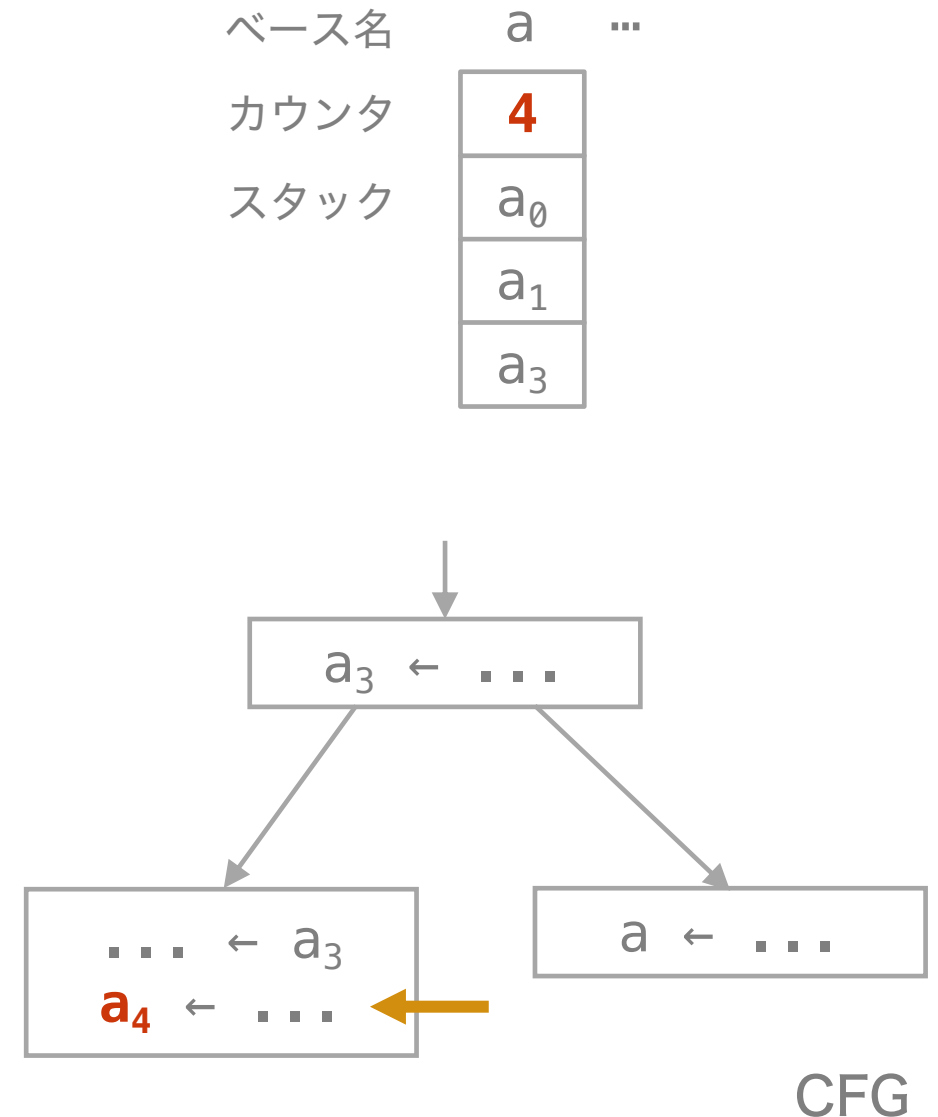 ベース名 a …
カウンタ 4
スタック a₀
a₁
a₃
a₃ ← ...
... ← a₃
a₄ ← ...
a ← ...
CFG